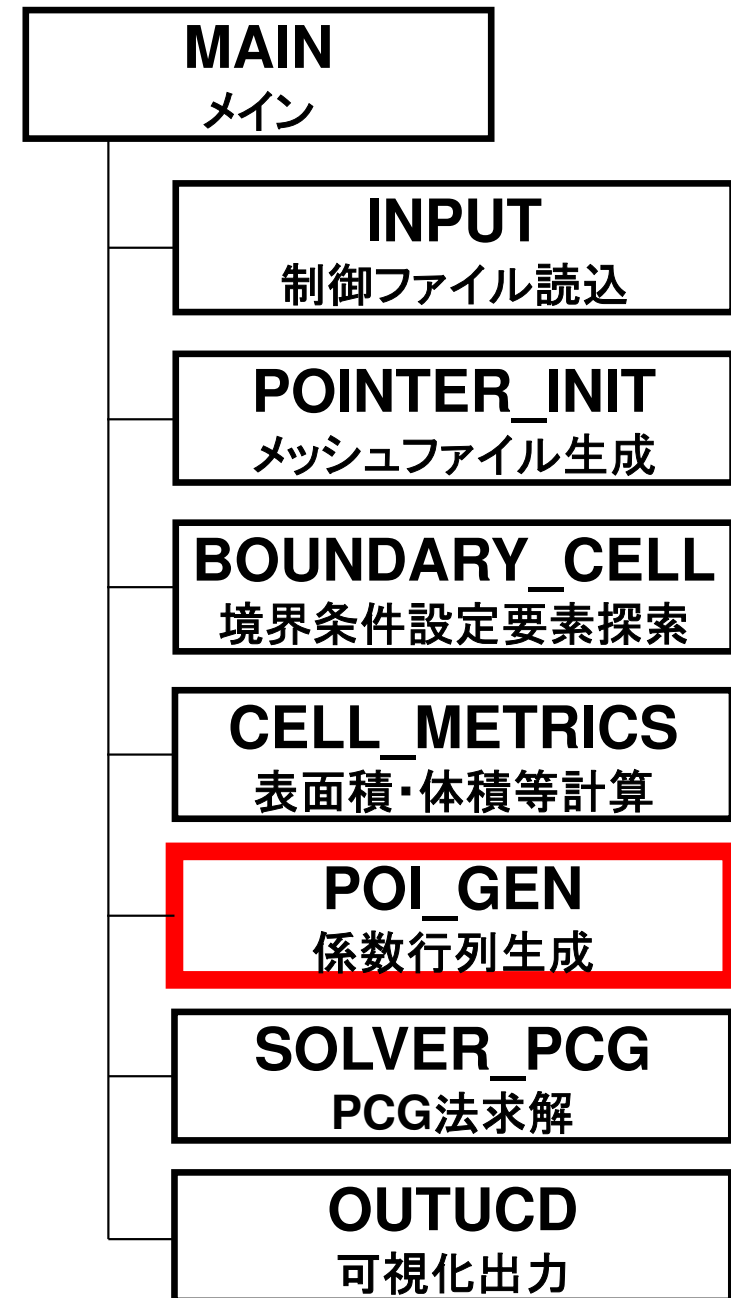 MAIN
メイン
INPUT
制御ファイル読込
POINTER_INIT
メッシュファイル生成
BOUNDARY_CELL
境界条件設定要素探索
CELL_METRICS
表面積・体積等計算
POI_GEN
係数行列生成
SOLVER_PCG
PCG法求解
OUTUCD
可視化出力